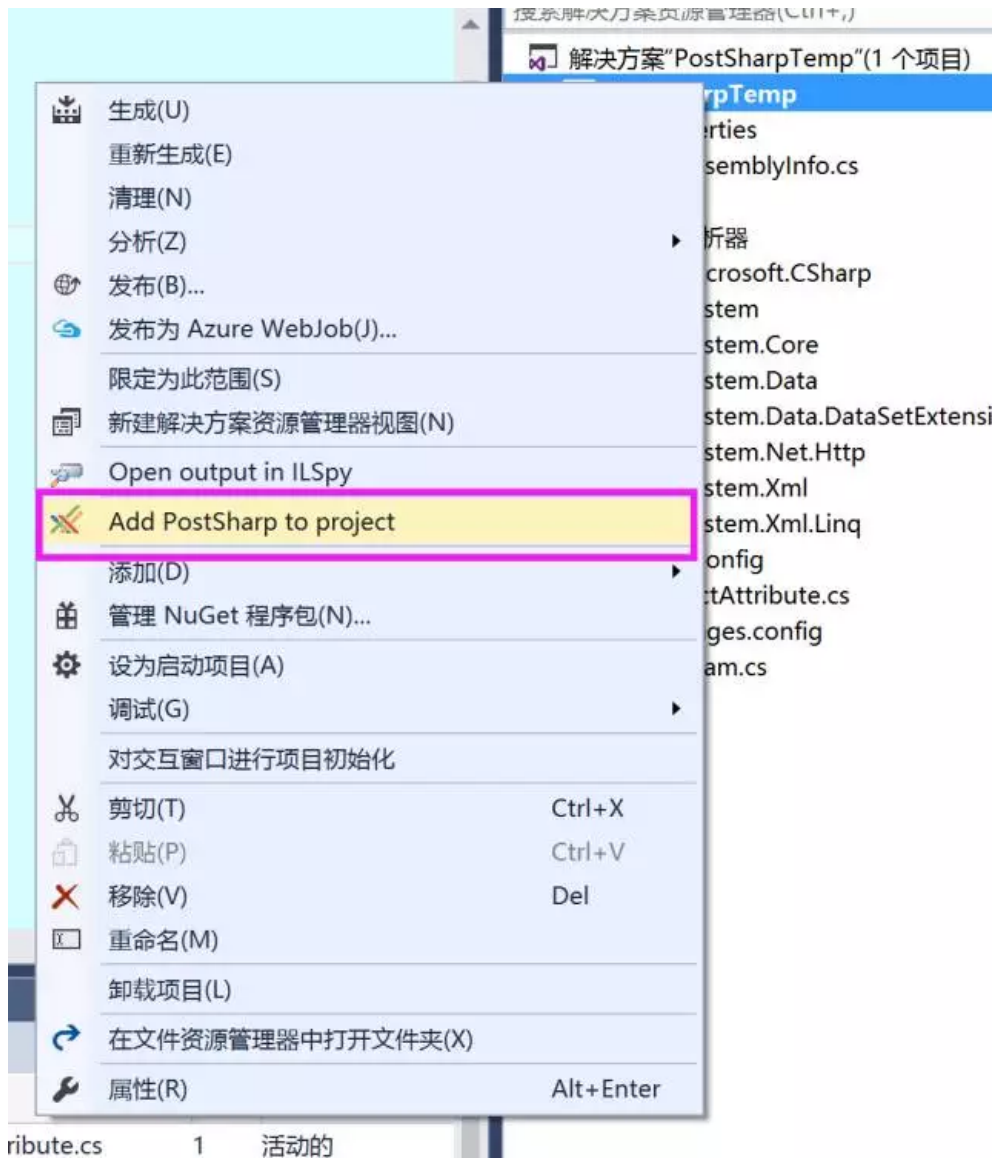 搜索解决方案资源管理器(Ctrl+;)
解决方案"PostSharpTemp"(1 个项目)
rpTemp
erties
semblyInfo.cs
析器
crosoft.CSharp
stem
stem.Core
stem.Data
stem.Data.DataSetExtensi
stem.Net.Http
stem.Xml
stem.Xml.Linq
onfig
ctAttribute.cs
ges.config
am.cs
生成(U)
重新生成(E)
清理(N)
分析(Z)
发布(B)...
发布为 Azure WebJob(J)...
限定为此范围(S)
新建解决方案资源管理器视图(N)
Open output in ILSpy
Add PostSharp to project
添加(D)
管理 NuGet 程序包(N)...
设为启动项目(A)
调试(G)
对交互窗口进行项目初始化
剪切(T) Ctrl+X
粘贴(P) Ctrl+V
移除(V) Del
重命名(M)
卸载项目(L)
在文件资源管理器中打开文件夹(X)
属性(R) Alt+Enter
ribute.cs 1 活动的